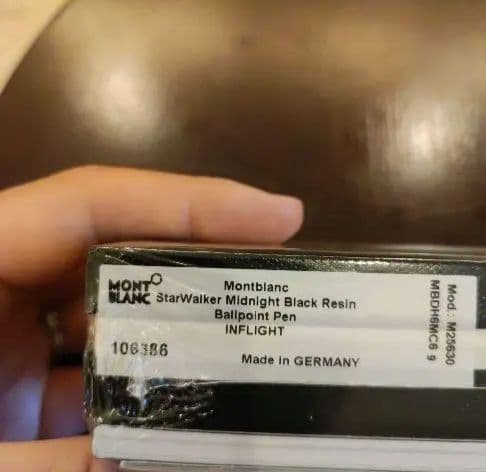 MONT
BLANC
Montblanc
StarWalker Midnight Black Resin
Ballpoint Pen
INFLIGHT
106386
Made in GERMANY
Mod.: M25630
MBDH6MC6 9